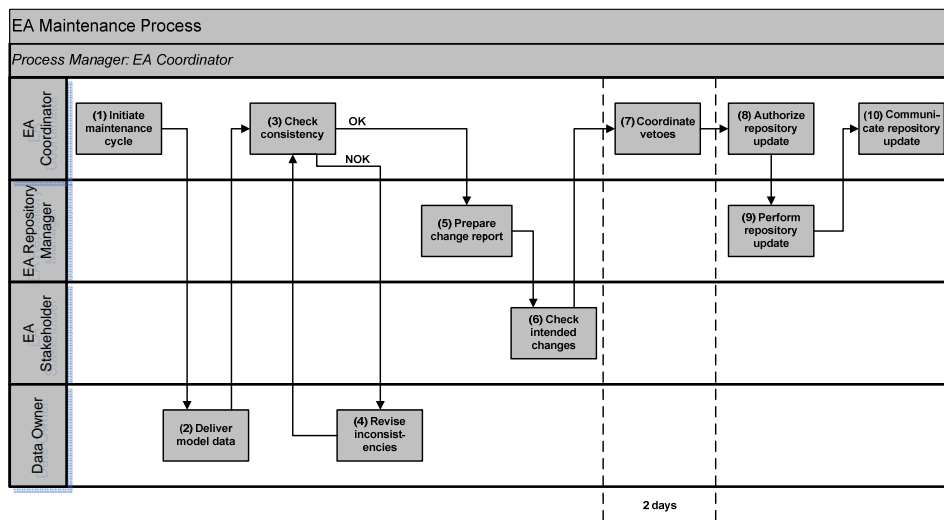 EA Maintenance Process
Process Manager: EA Coordinator
EA
Coordinator
(1) Initiate
maintenance
cycle
(3) Check
consistency
OK
NOK
(7) Coordinate
vetoes
(8) Authorize
repository
update
(10) Communi-
cate repository
update
EA Repository
Manager
(5) Prepare
change report
(9) Perform
repository
update
EA
Stakeholder
(6) Check
intended
changes
Data Owner
(2) Deliver
model data
(4) Revise
inconsist-
encies
2 days